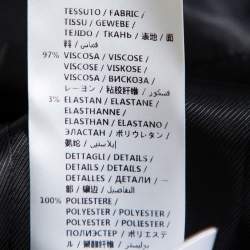 TESSUTO / FABRIC /
TISSU / GEWEBE /
TEJIDO / ТКАНЬ / 表地 / 面
料 / قماش /
97% VISCOSA / VISCOSE /
VISCOSE / VISKOSE /
VISCOSA / ВИСКОЗА /
レーヨン / 粘胶纤维 / فسكوز /
3% ELASTAN / ELASTANE /
ELASTHANNE /
ELASTHAN / ELASTANO /
ЭЛАСТАН / ポリウレタン /
氨纶 / إيلاستين /
DETTAGLI / DETAILS /
DÉTAILS / DETAILS /
DETALLES / ДЕТАЛИ / 一
部 / 镶边 / التفاصيل /
100% POLIESTERE /
POLYESTER / POLYESTER /
POLYESTER / POLIÉSTER /
ПОЛИЭСТЕР / ポリエステ
ル / 聚酯纤维 / بوليستر /